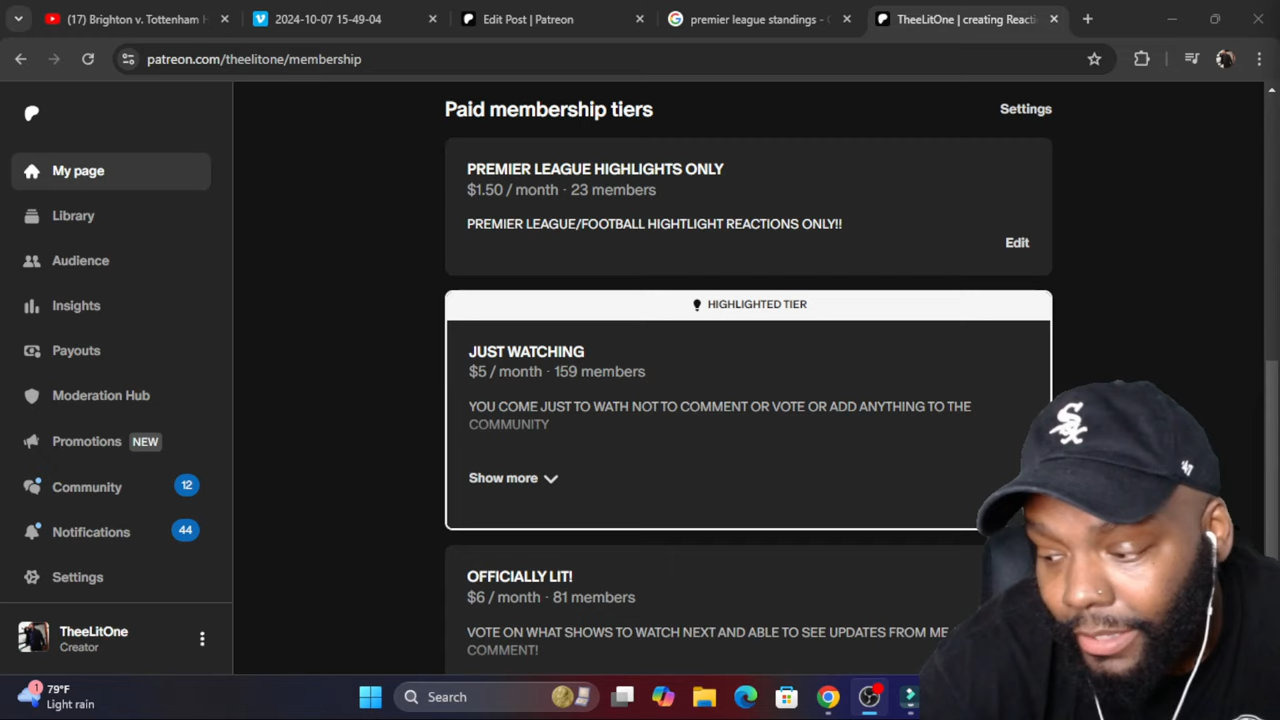 (17) Brighton v. Tottenham H
2024-10-07 15-49-04
Edit Post | Patreon
premier league standings -
TheeLitOne | creating Reacti
patreon.com/theelitone/membership
Paid membership tiers
Settings
My page
Library
Audience
Insights
Payouts
Moderation Hub
Promotions NEW
Community 12
Notifications 44
Settings
TheeLitOne
Creator
PREMIER LEAGUE HIGHLIGHTS ONLY
$1.50 / month · 23 members
PREMIER LEAGUE/FOOTBALL HIGHTLIGHT REACTIONS ONLY!!
Edit
HIGHLIGHTED TIER
JUST WATCHING
$5 / month · 159 members
YOU COME JUST TO WATH NOT TO COMMENT OR VOTE OR ADD ANYTHING TO THE
COMMUNITY
Show more
OFFICIALLY LIT!
$6 / month · 81 members
VOTE ON WHAT SHOWS TO WATCH NEXT AND ABLE TO SEE UPDATES FROM ME
COMMENT!
Sox
47
1
79°F
Light rain
Search